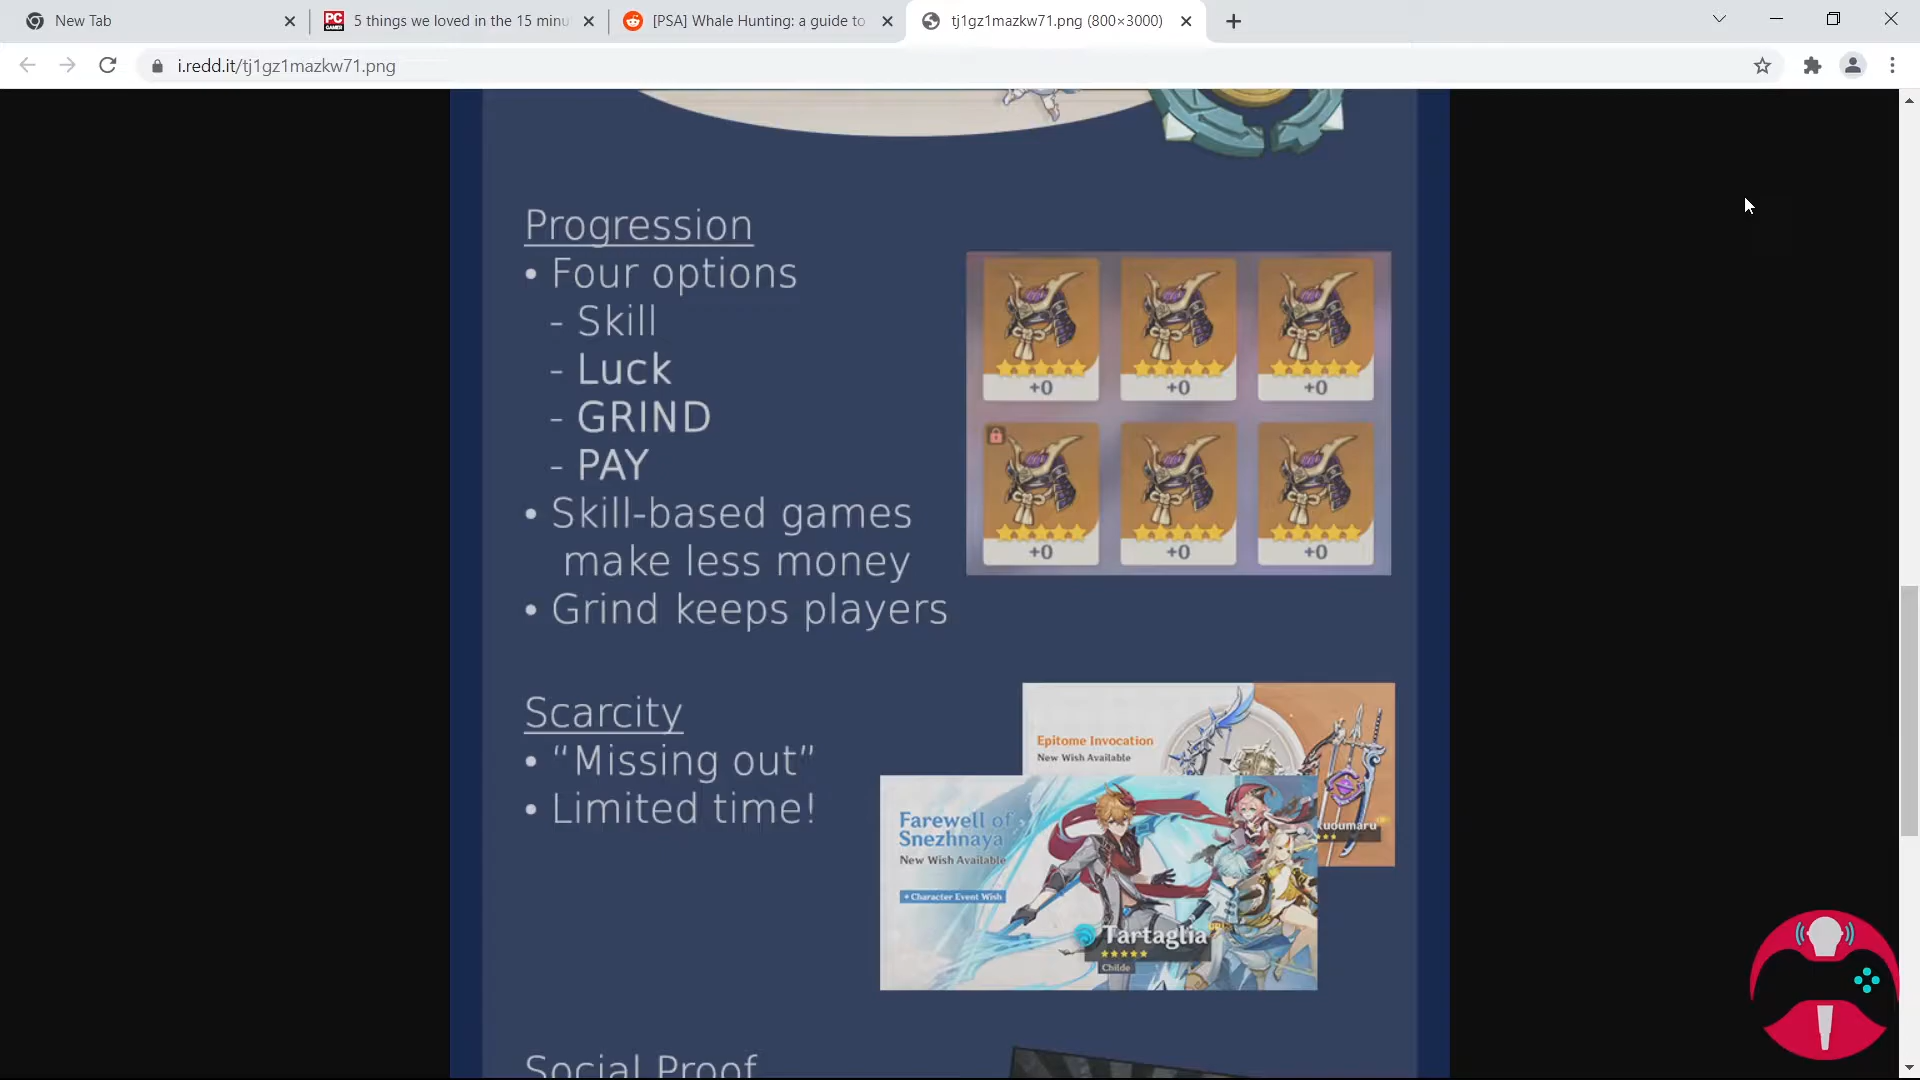 New Tab
5 things we loved in the 15 minu
[PSA] Whale Hunting: a guide to
tj1gz1mazkw71.png (800×3000)
i.redd.it/tj1gz1mazkw71.png
Progression
• Four options
- Skill
- Luck
- GRIND
- PAY
• Skill-based games
make less money
• Grind keeps players
+0
+0
+0
+0
+0
+0
Scarcity
• “Missing out”
• Limited time!
Epitome Invocation
New Wish Available
Farewell of
Snezhnaya
New Wish Available
Character Event Wish
Tartaglia
Childe
Social Proof